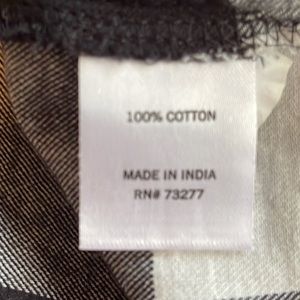 100% COTTON
MADE IN INDIA
RN# 73277